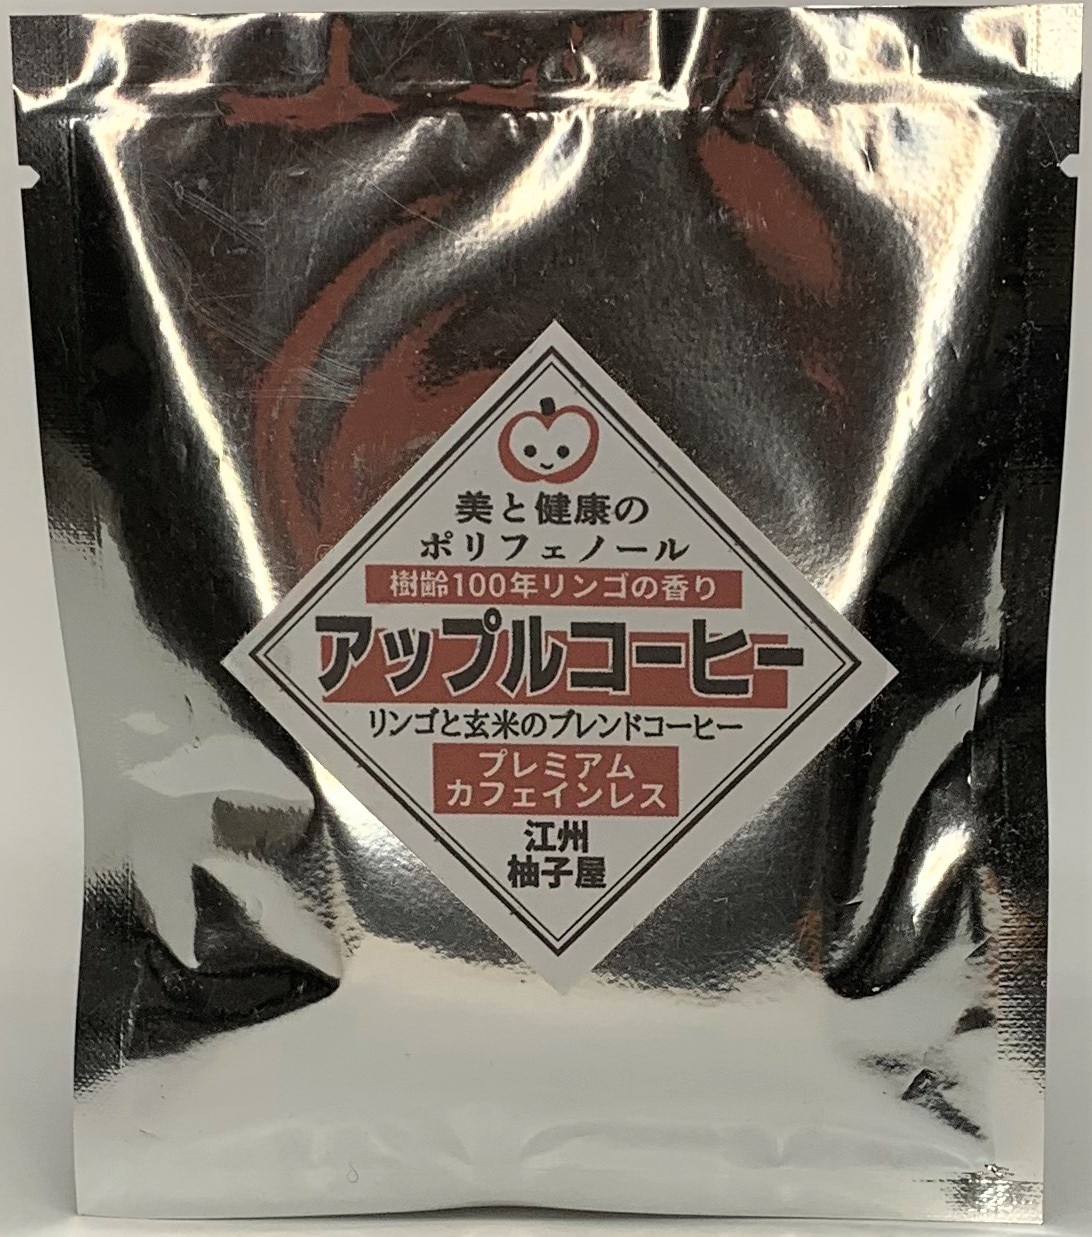 美と健康の
ポリフェノール
樹齢100年リンゴの香り
アップルコーヒー
リンゴと玄米のブレンドコーヒー
プレミアム
カフェインレス
江州
柚子屋